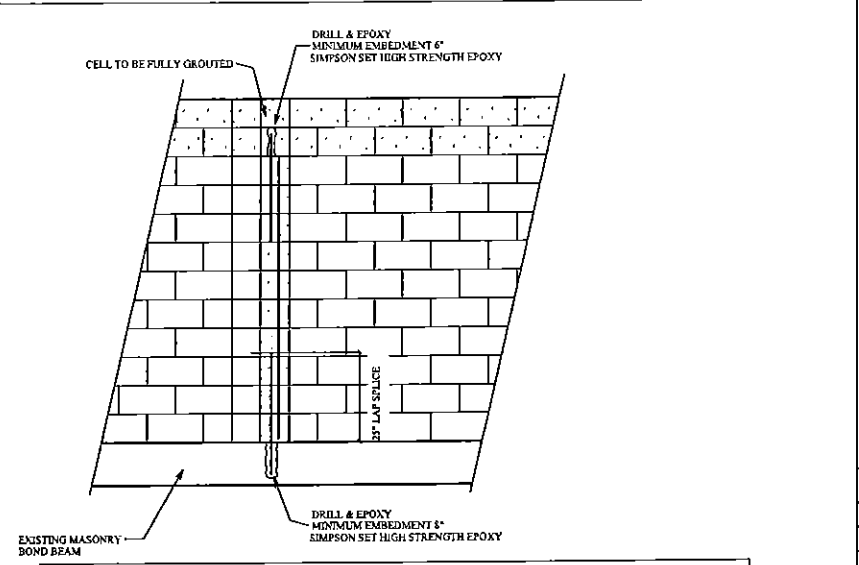 DRILL & EPOXY
MINIMUM EMBEDMENT 6"
SIMPSON SET HIGH STRENGTH EPOXY
CELL TO BE FULLY GROUTED
25" LAP SPLICE
DRILL & EPOXY
MINIMUM EMBEDMENT 8"
SIMPSON SET HIGH STRENGTH EPOXY
EXISTING MASONRY
BOND BEAM